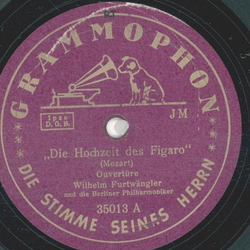 GRAMMOPHON
D.G.H.
JM
„Die Hochzeit des Figaro"
(Mozart)
Ouvertüre
Wilhelm Furtwängler
und die Berliner Philharmoniker
35013 A
DIE STIMME SEINES HERRN